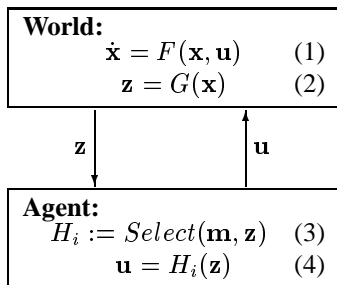 World:
ẋ = F(x, u) (1)
z = G(x) (2)
z u
Agent:
H_i := Select(m, z) (3)
u = H_i(z) (4)